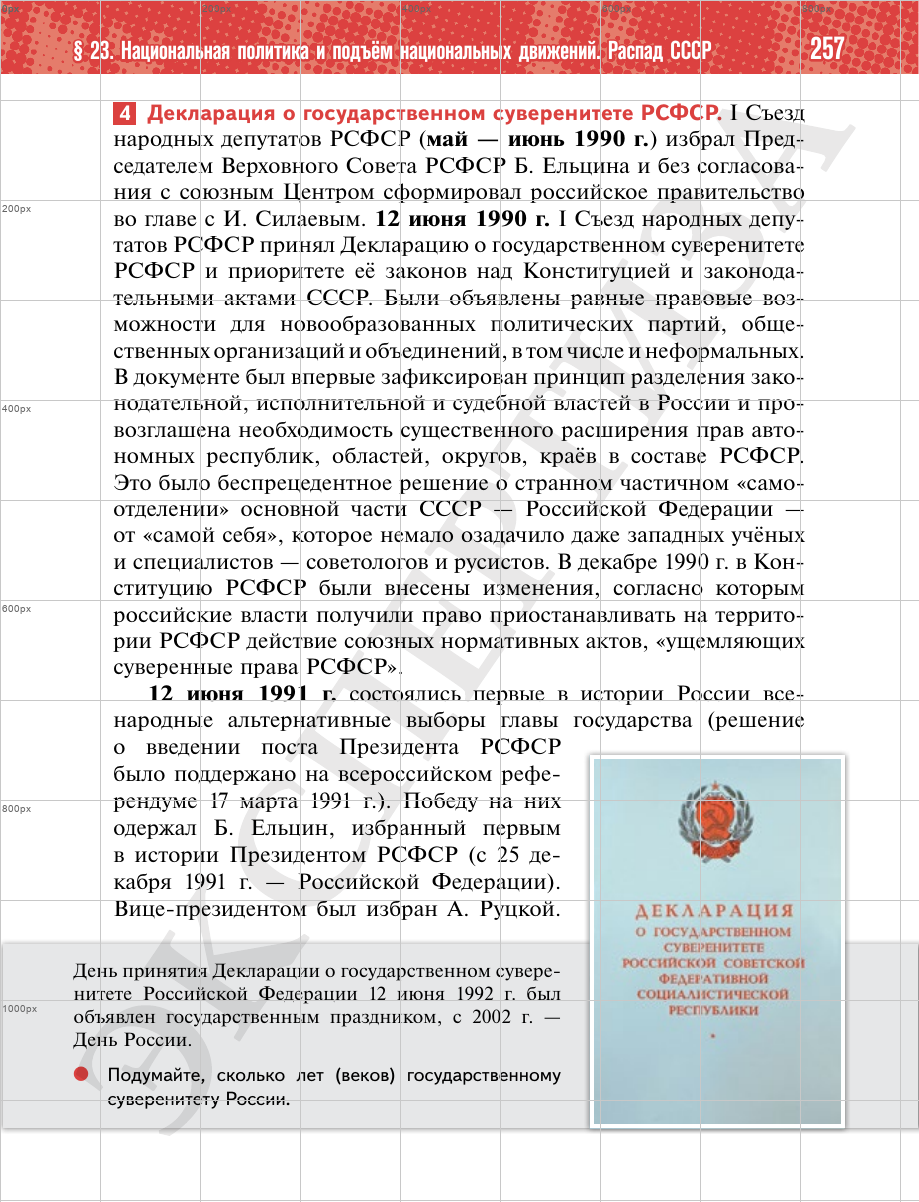 § 23. Национальная политика и подъём национальных движений. Распад СССР 257
4 Декларация о государственном суверенитете РСФСР. I Съезд
народных депутатов РСФСР (май — июнь 1990 г.) избрал Пред-
седателем Верховного Совета РСФСР Б. Ельцина и без согласова-
ния с союзным Центром сформировал российское правительство
во главе с И. Силаевым. 12 июня 1990 г. I Съезд народных депу-
татов РСФСР принял Декларацию о государственном суверенитете
РСФСР и приоритете её законов над Конституцией и законода-
тельными актами СССР. Были объявлены равные правовые воз-
можности для новообразованных политических партий, обще-
ственных организаций и объединений, в том числе и неформальных.
В документе был впервые зафиксирован принцип разделения зако-
нодательной, исполнительной и судебной властей в России и про-
возглашена необходимость существенного расширения прав авто-
номных республик, областей, округов, краёв в составе РСФСР.
Это было беспрецедентное решение о странном частичном «само-
отделении» основной части СССР — Российской Федерации —
от «самой себя», которое немало озадачило даже западных учёных
и специалистов — советологов и русистов. В декабре 1990 г. в Кон-
ституцию РСФСР были внесены изменения, согласно которым
российские власти получили право приостанавливать на террито-
рии РСФСР действие союзных нормативных актов, «ущемляющих
суверенные права РСФСР».
12 июня 1991 г. состоялись первые в истории России все-
народные альтернативные выборы главы государства (решение
о введении поста Президента РСФСР
было поддержано на всероссийском рефе-
рендуме 17 марта 1991 г.). Победу на них
одержал Б. Ельцин, избранный первым
в истории Президентом РСФСР (с 25 де-
кабря 1991 г. — Российской Федерации).
Вице-президентом был избран А. Руцкой.
ДЕКЛАРАЦИЯ
О ГОСУДАРСТВЕННОМ
СУВЕРЕНИТЕТЕ
РОССИЙСКОЙ СОВЕТСКОЙ
ФЕДЕРАТИВНОЙ
СОЦИАЛИСТИЧЕСКОЙ
РЕСПУБЛИКИ
День принятия Декларации о государственном сувере-
нитете Российской Федерации 12 июня 1992 г. был
объявлен государственным праздником, с 2002 г. —
День России.
Подумайте, сколько лет (веков) государственному
суверенитету России.
ЭКСПЕРТИЗА
200px
400px
600px
800px
1000px